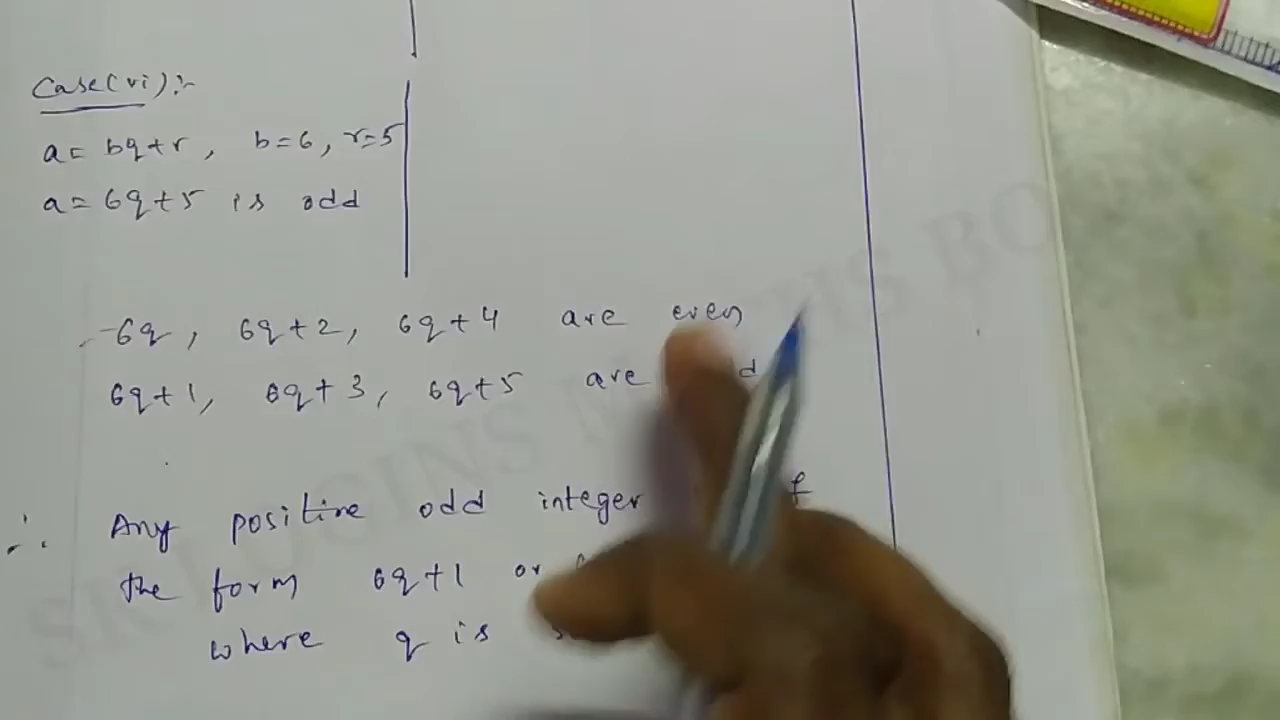 Case(vi):-
a= bq+r, b=6, r=5
a= 6q+5 is odd
6q, 6q+2, 6q+4 are even
6q+1, 6q+3, 6q+5 are
∴ Any positive odd integer
the form 6q+1 or
where q is